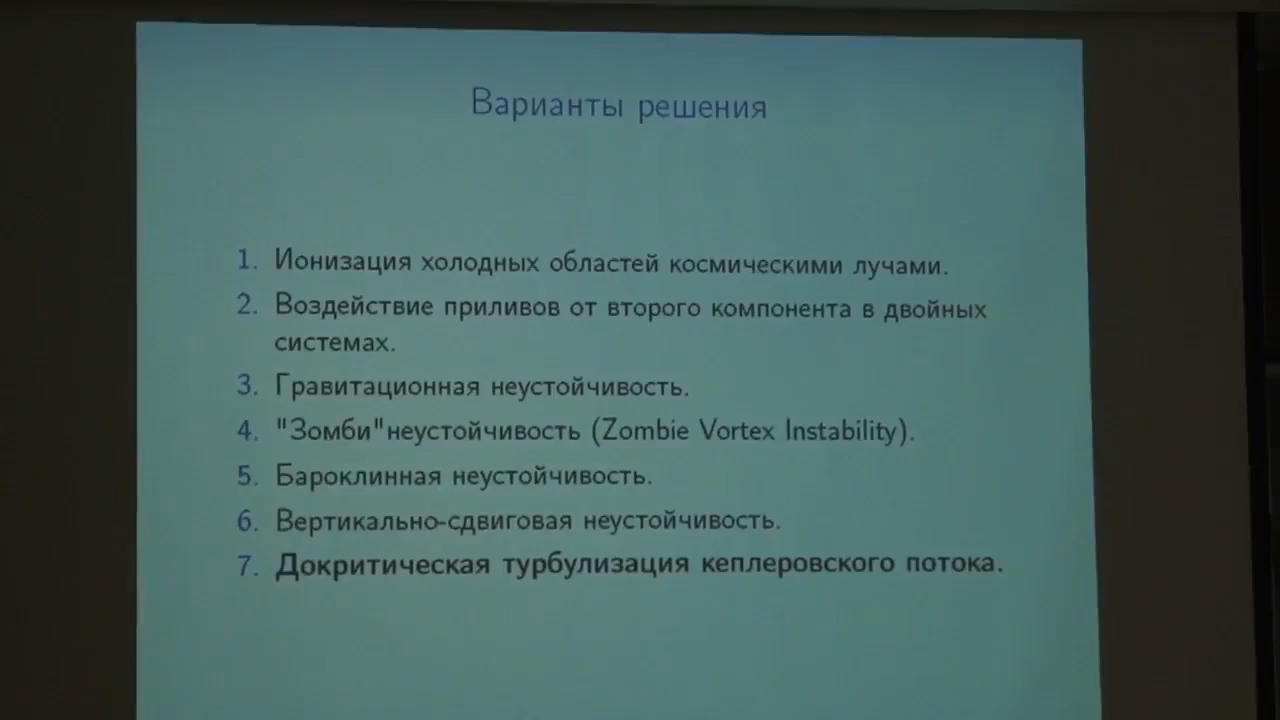 Варианты решения
1. Ионизация холодных областей космическими лучами.
2. Воздействие приливов от второго компонента в двойных
системах.
3. Гравитационная неустойчивость.
4. "Зомби"неустойчивость (Zombie Vortex Instability).
5. Бароклинная неустойчивость.
6. Вертикально-сдвиговая неустойчивость.
7. Докритическая турбулизация кеплеровского потока.